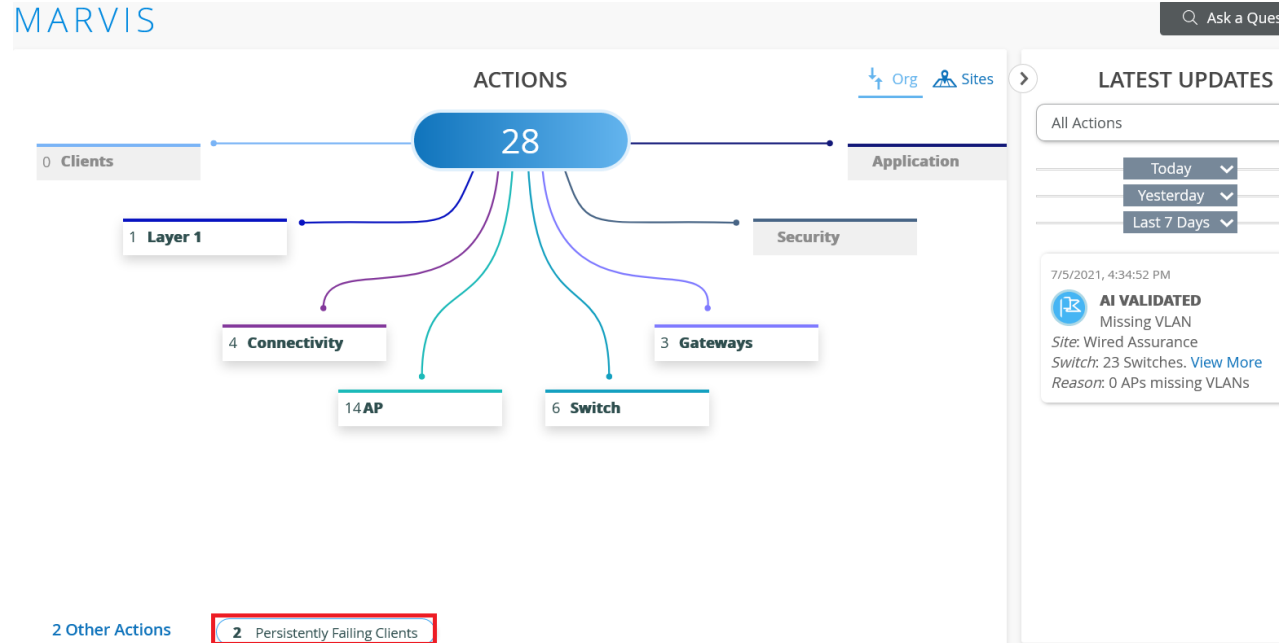 MARVIS
Ask a Ques
ACTIONS
Org
Sites
28
0 Clients
Application
1 Layer 1
Security
4 Connectivity
3 Gateways
14 AP
6 Switch
2 Other Actions
2 Persistently Failing Clients
LATEST UPDATES
All Actions
Today
Yesterday
Last 7 Days
7/5/2021, 4:34:52 PM
AI VALIDATED
Missing VLAN
Site: Wired Assurance
Switch: 23 Switches. View More
Reason: 0 APs missing VLANs